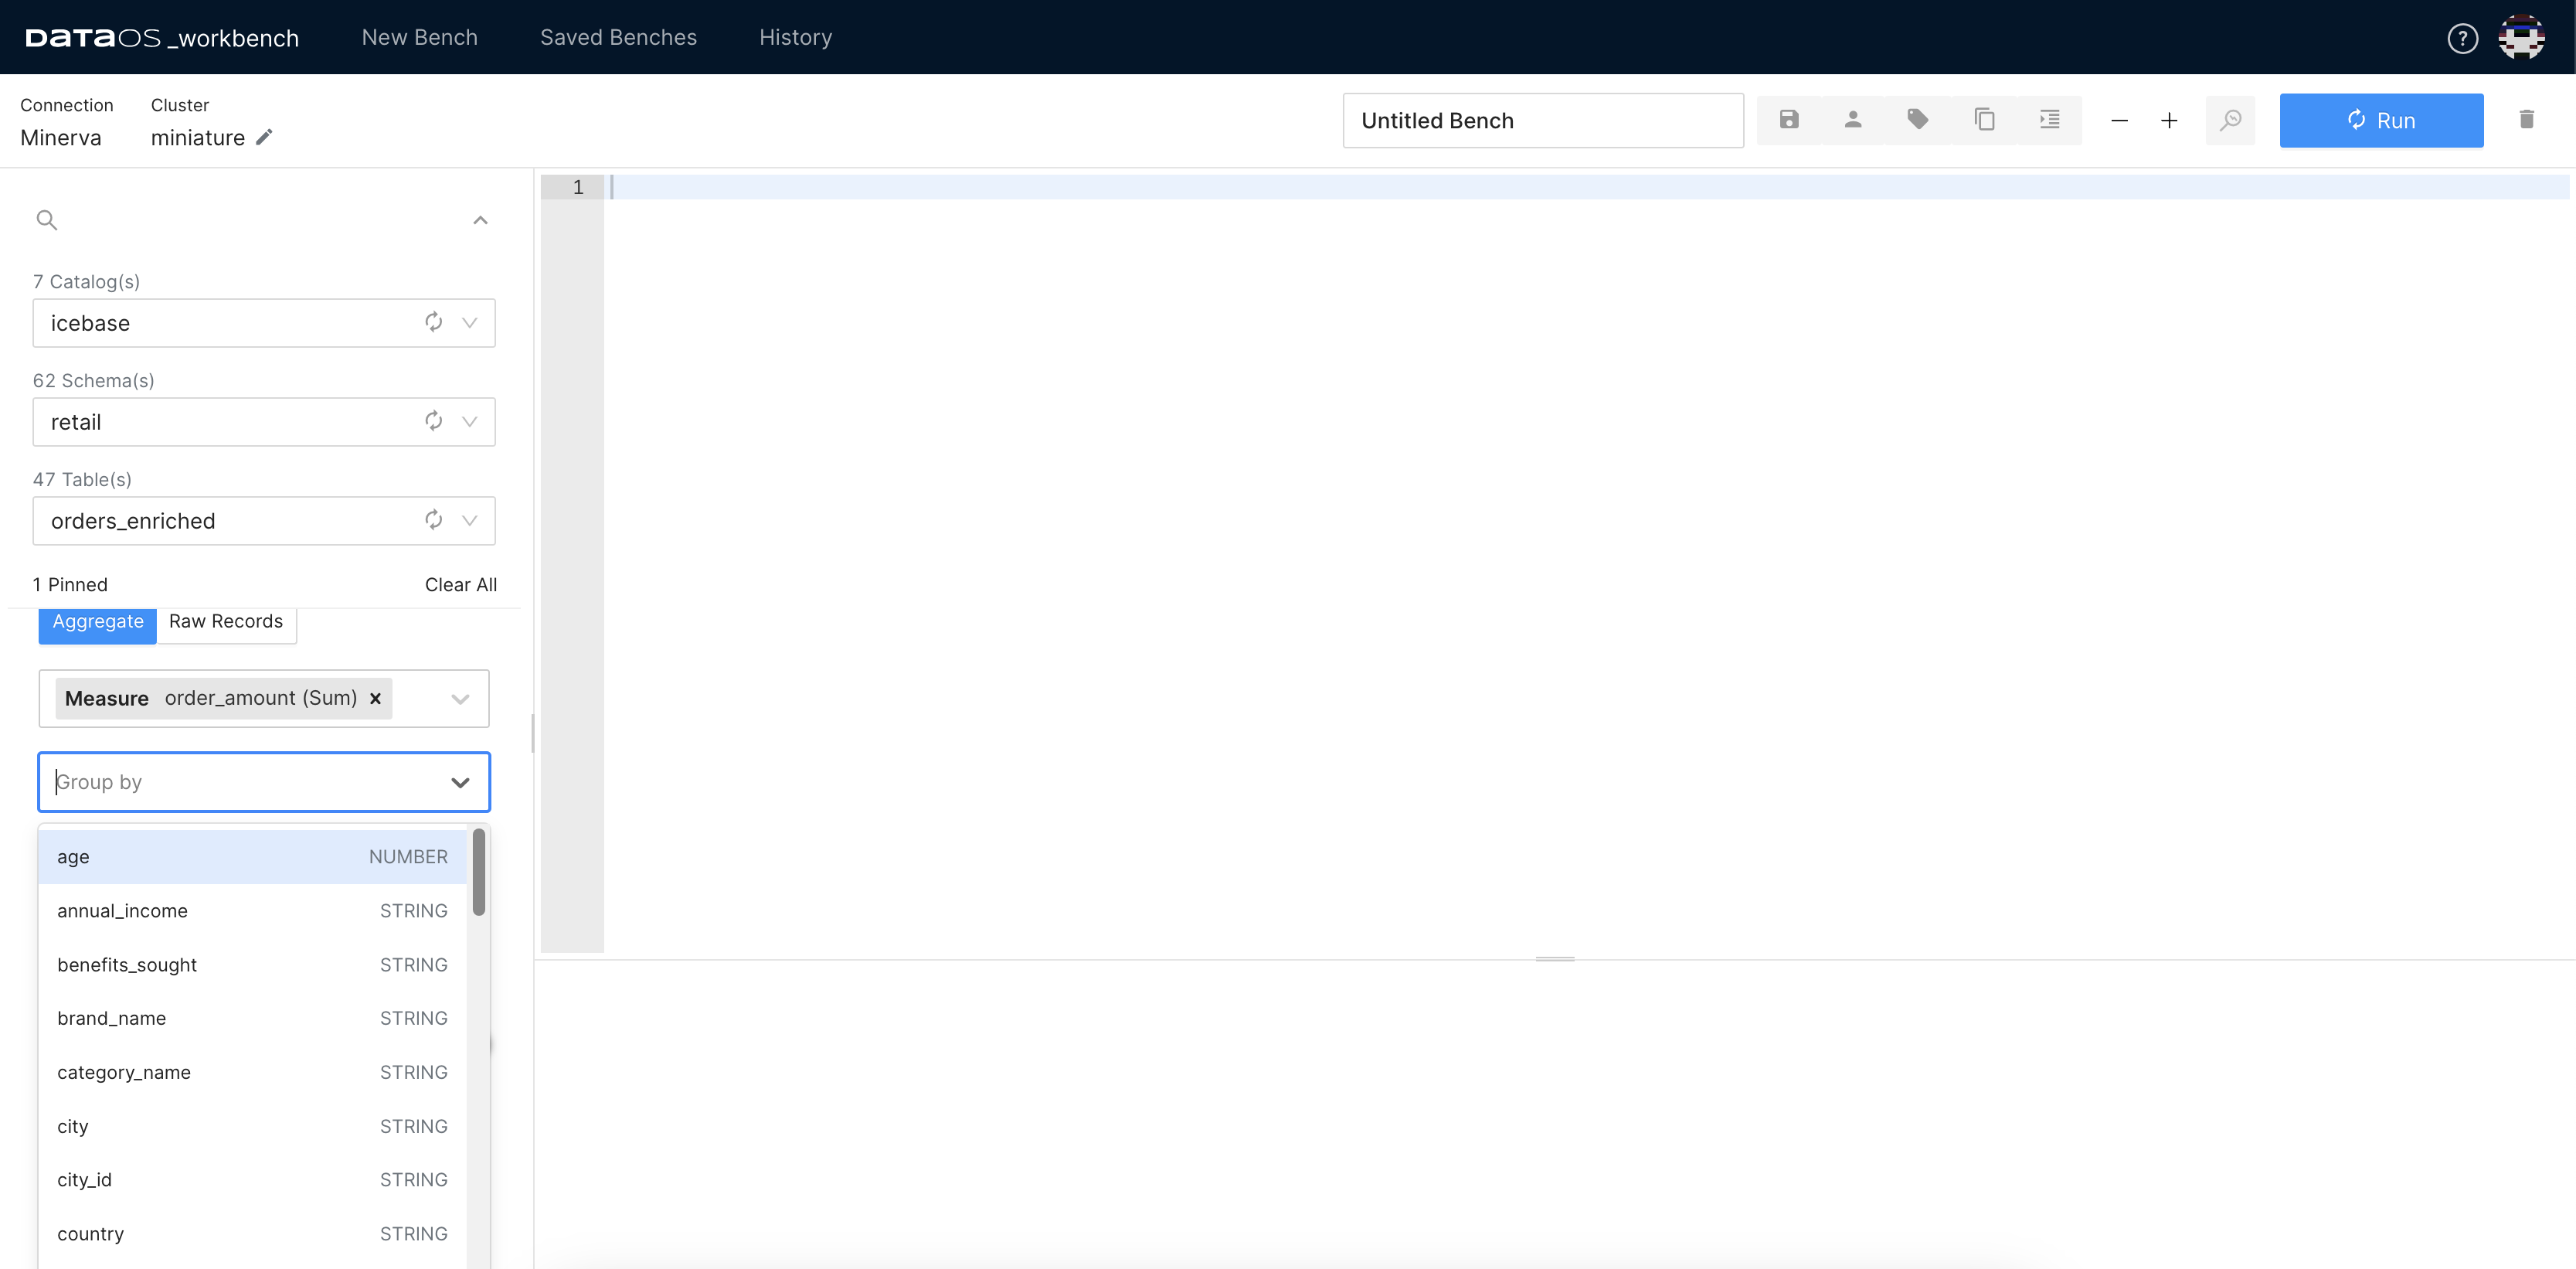 DATAOS _workbench New Bench Saved Benches History ?
Connection Cluster
Minerva miniature
Untitled Bench
Run
1
7 Catalog(s)
icebase
62 Schema(s)
retail
47 Table(s)
orders_enriched
1 Pinned Clear All
Aggregate Raw Records
Measure order_amount (Sum) ×
Group by
age NUMBER
annual_income STRING
benefits_sought STRING
brand_name STRING
category_name STRING
city STRING
city_id STRING
country STRING